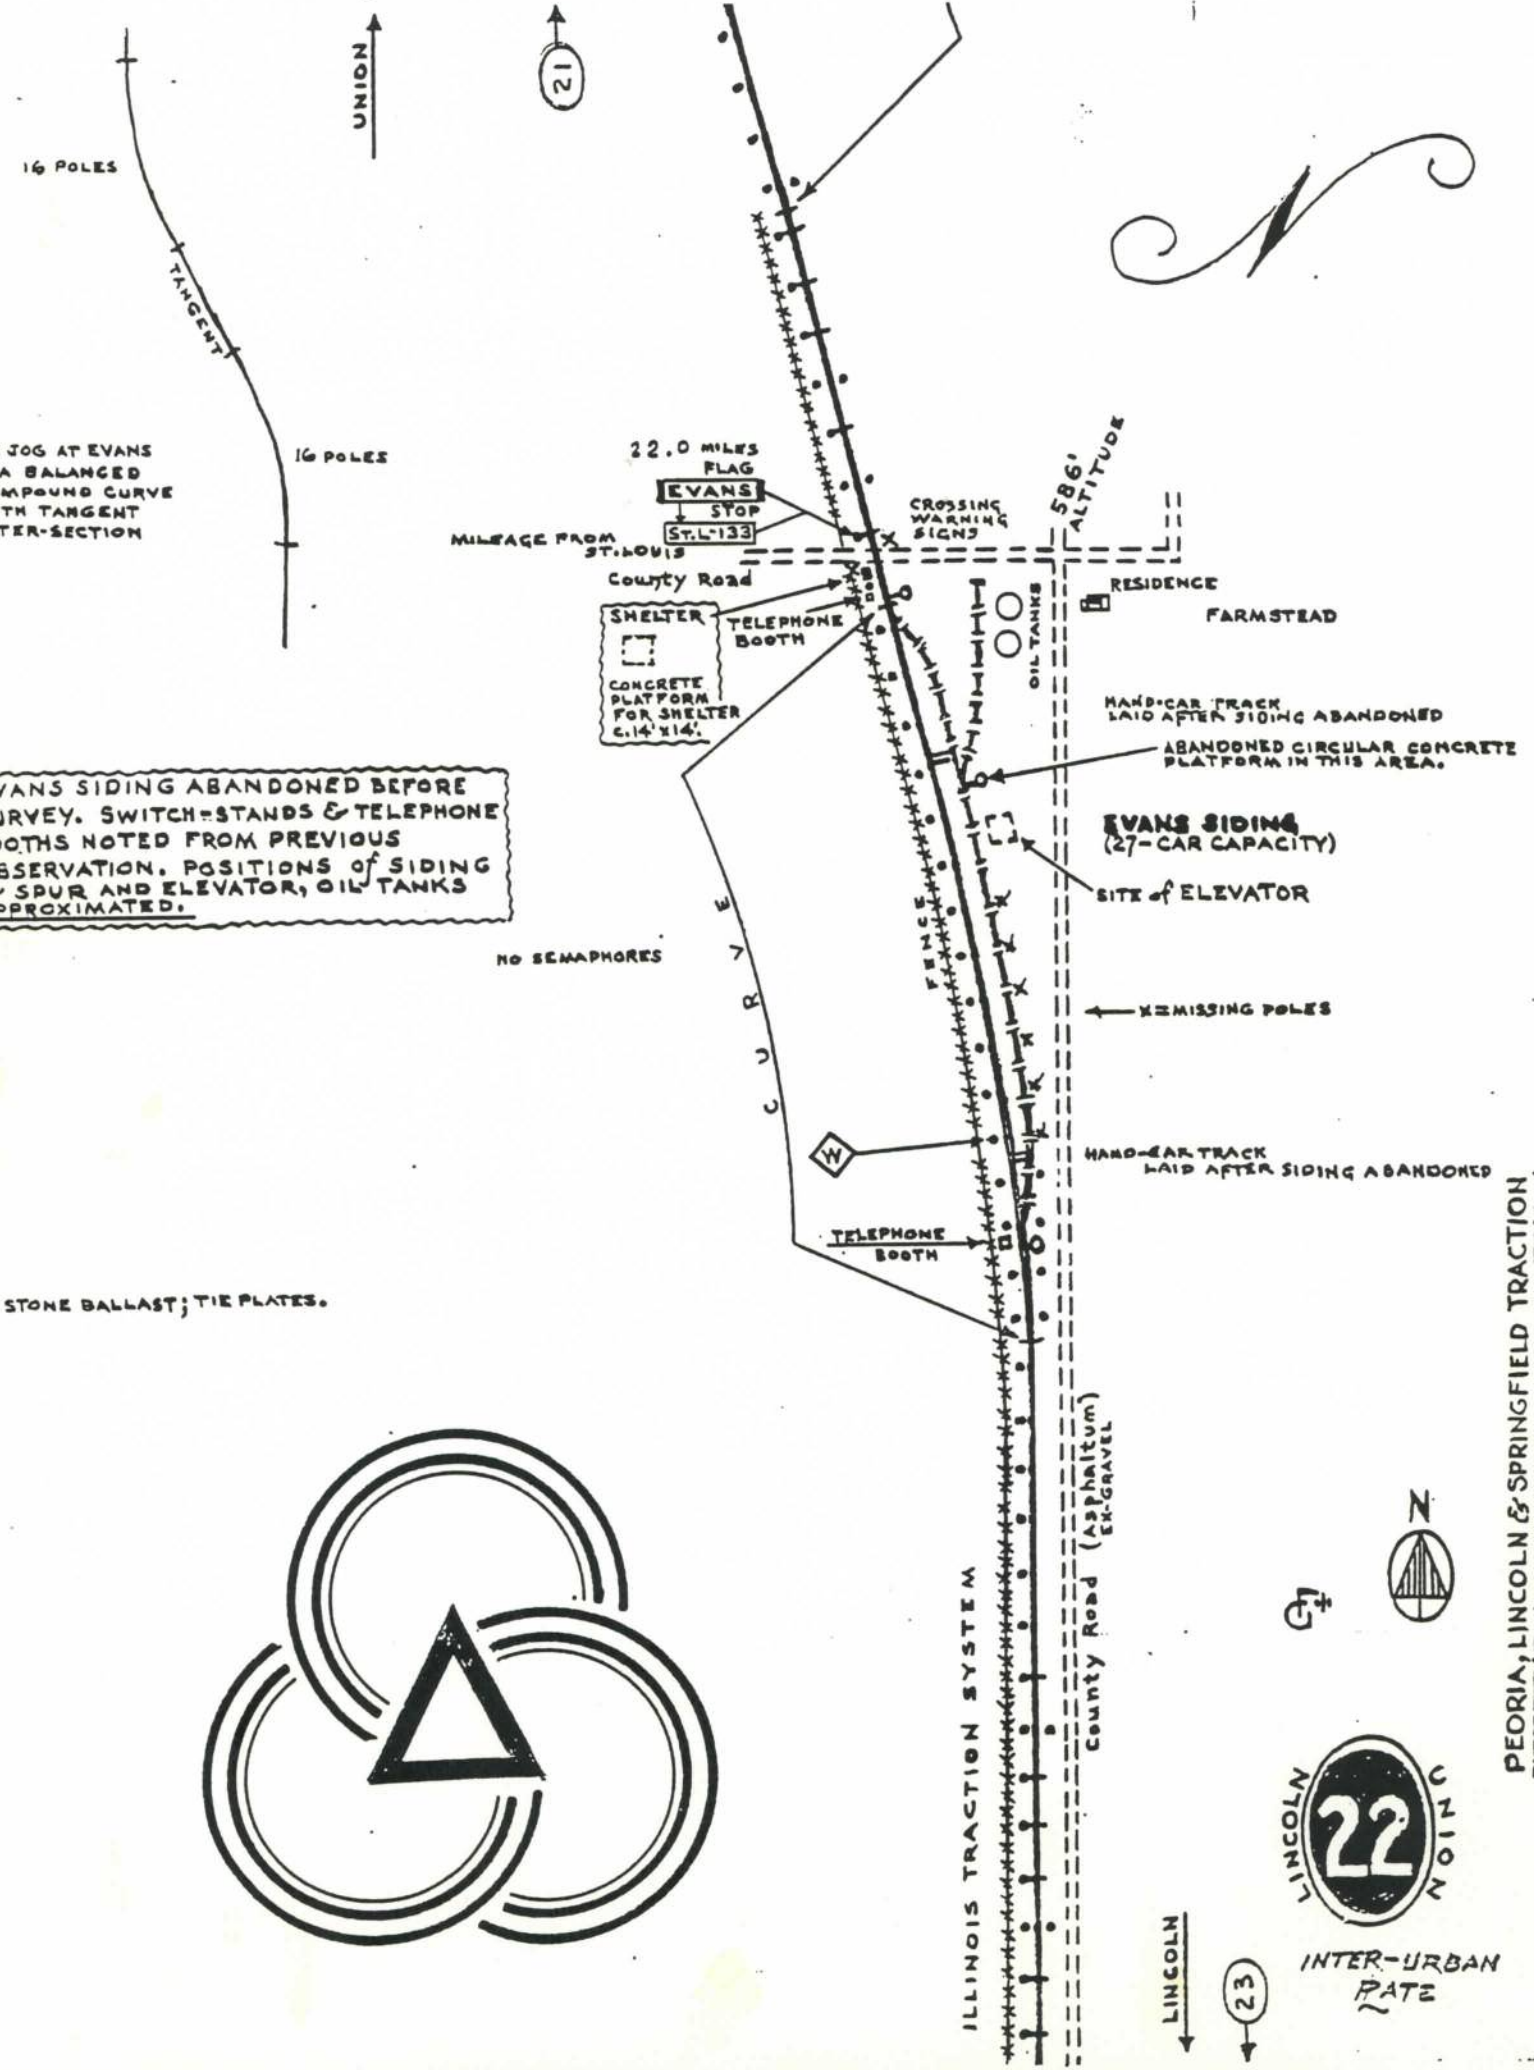 UNION
21
16 POLES
TANGENT
16 POLES
JOG AT EVANS
A BALANCED
MPOUND CURVE
TH TANGENT
TER-SECTION
22.0 MILES
FLAG
EVANS
STOP
ST.L-133
MILEAGE FROM
ST. LOUIS
County Road
CROSSING
WARNING
SIGNS
586'
ALTITUDE
SHELTER
CONCRETE
PLATFORM
FOR SHELTER
C.14'X14'.
TELEPHONE
BOOTH
OIL TANKS
RESIDENCE
FARMSTEAD
HAND-CAR TRACK
LAID AFTER SIDING ABANDONED
ABANDONED CIRCULAR CONCRETE
PLATFORM IN THIS AREA.
EVANS SIDING
(27-CAR CAPACITY)
SITE of ELEVATOR
VANS SIDING ABANDONED BEFORE
URVEY. SWITCH-STANDS & TELEPHONE
OTHS NOTED FROM PREVIOUS
BSERVATION. POSITIONS of SIDING
SPUR AND ELEVATOR, OIL TANKS
PPROXIMATED.
NO SEMAPHORES
CURVE
FENCE
X=MISSING POLES
W
HAND-CAR TRACK
LAID AFTER SIDING ABANDONED
TELEPHONE
BOOTH
STONE BALLAST; TIE PLATES.
ILLINOIS TRACTION SYSTEM
County Road (Asphaltum)
EX-GRAVEL
N
PEORIA, LINCOLN & SPRINGFIELD TRACTION
LINCOLN
22
UNION
INTER-URBAN
RATE
LINCOLN
23